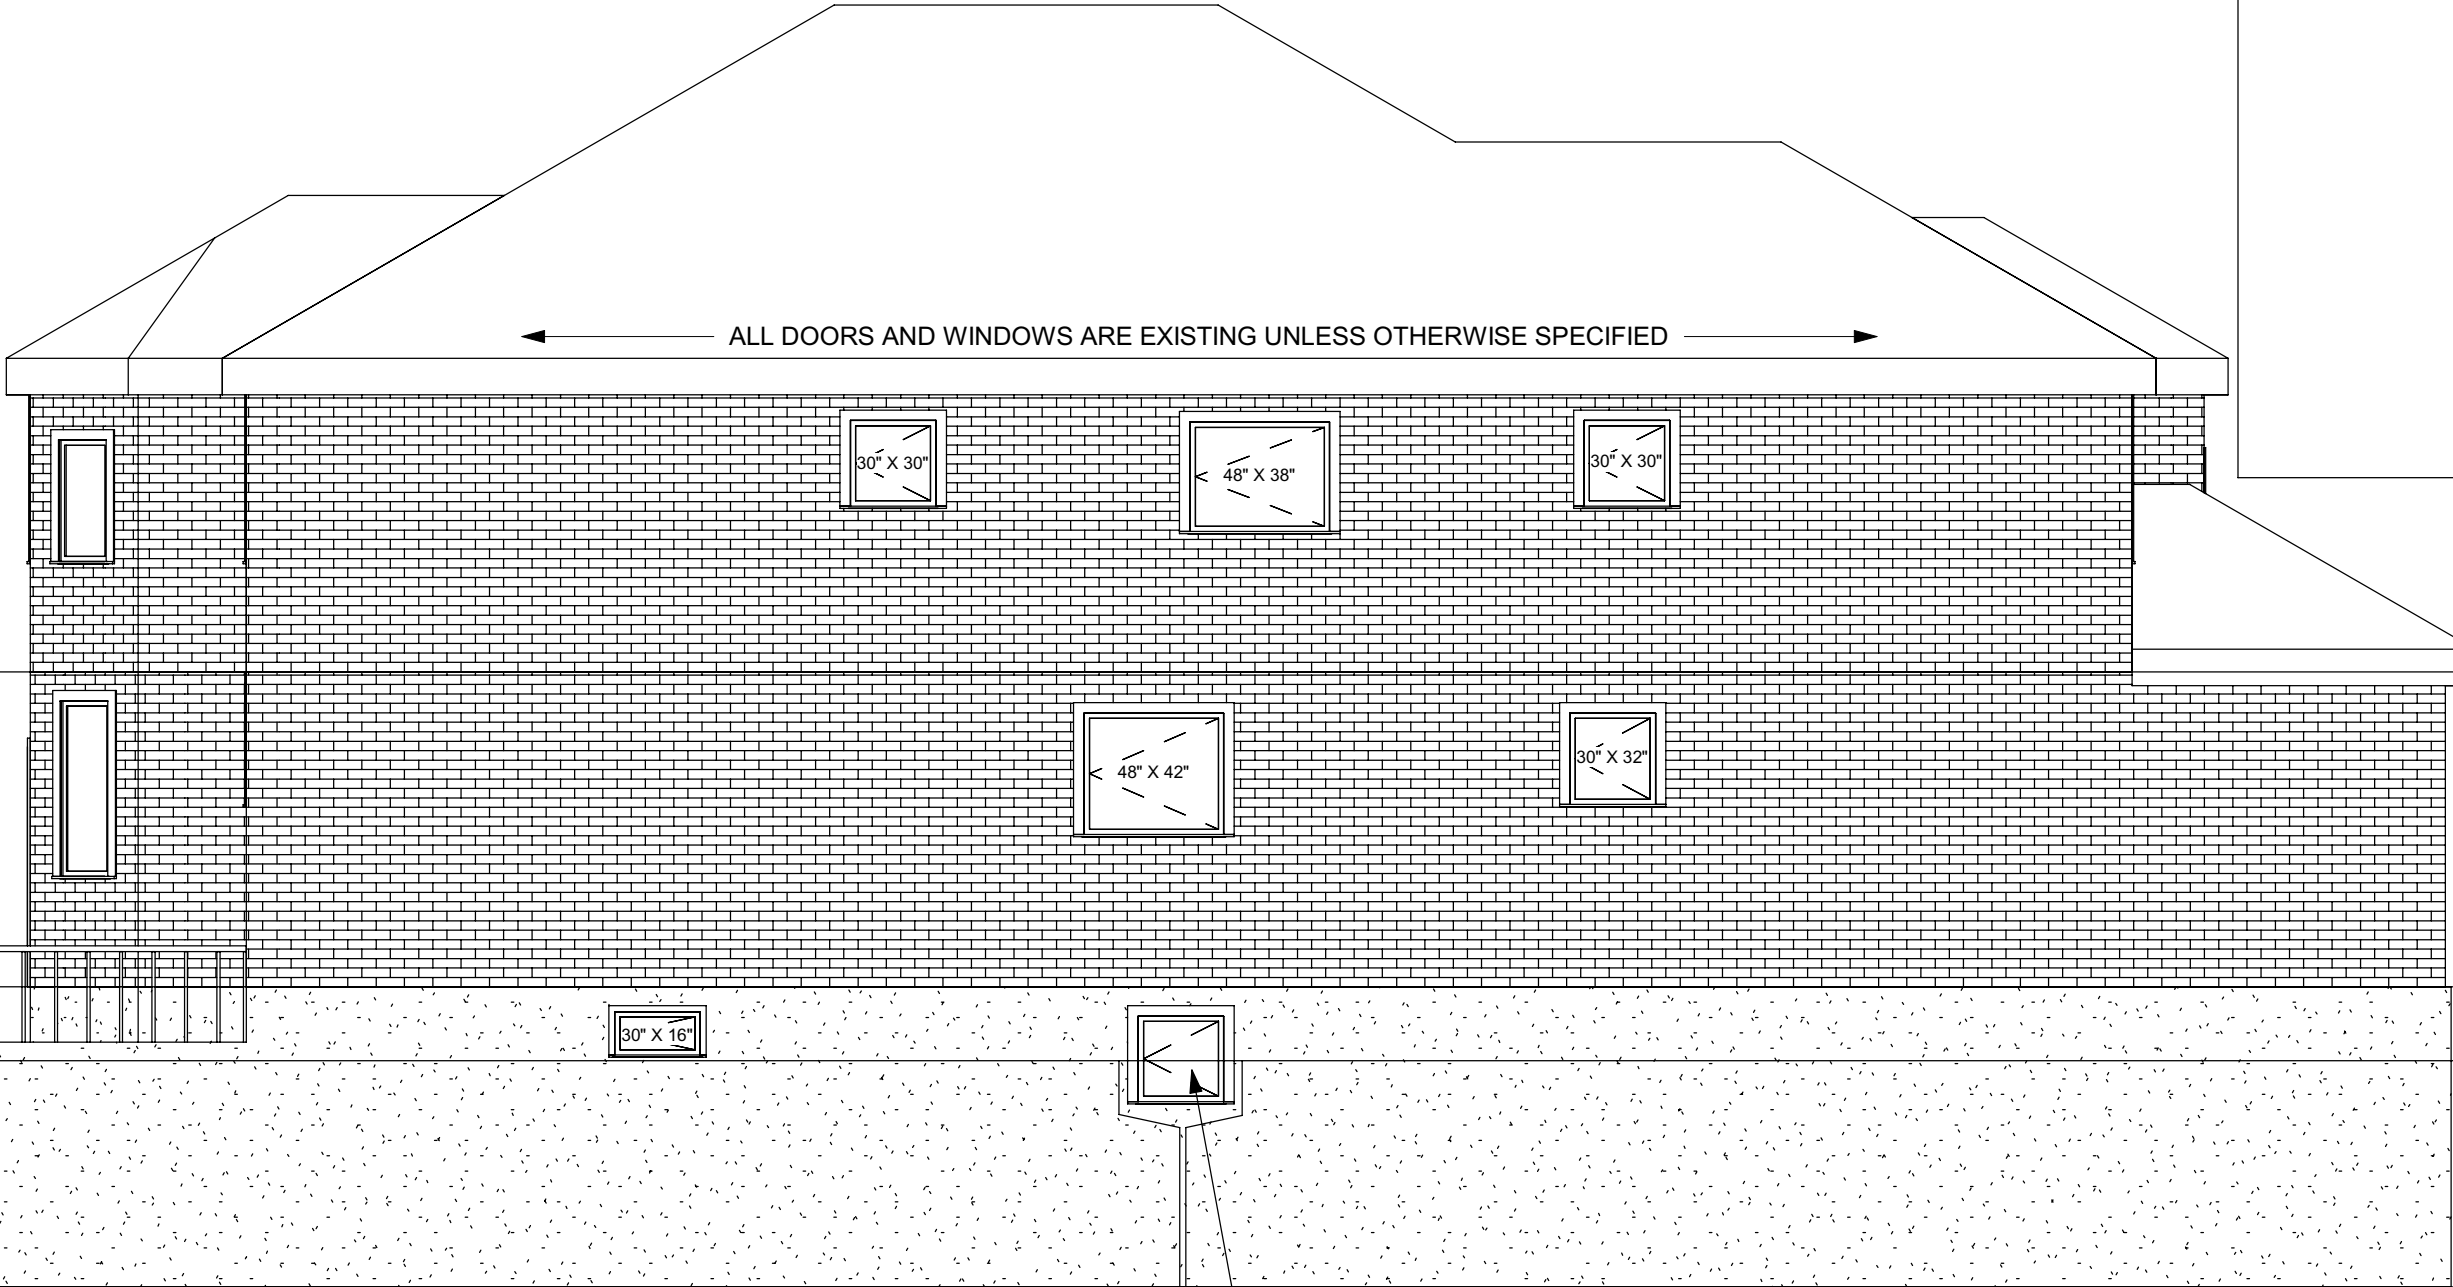 ALL DOORS AND WINDOWS ARE EXISTING UNLESS OTHERWISE SPECIFIED
30" X 30"
48" X 38"
30" X 30"
48" X 42"
30" X 32"
30" X 16"